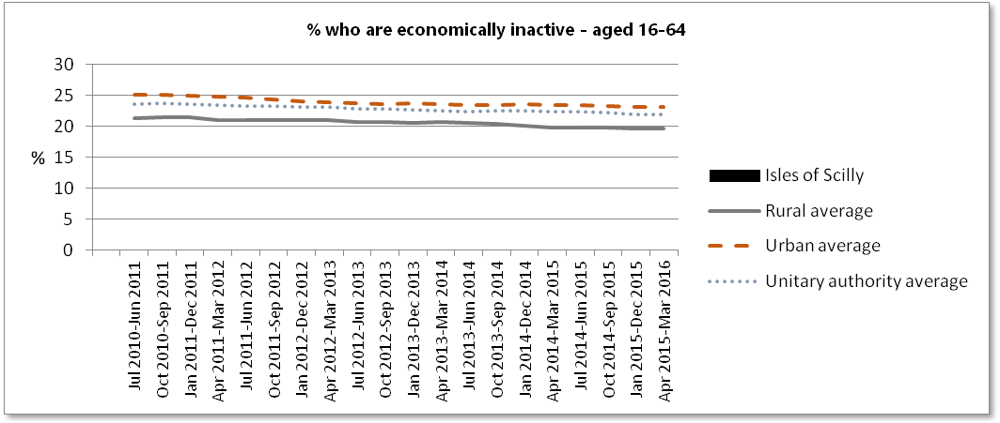 % who are economically inactive - aged 16-64
30
25
20
15
10
5
0
%
Jul 2010-Jun 2011
Oct 2010-Sep 2011
Jan 2011-Dec 2011
Apr 2011-Mar 2012
Jul 2011-Jun 2012
Oct 2011-Sep 2012
Jan 2012-Dec 2012
Apr 2012-Mar 2013
Jul 2012-Jun 2013
Oct 2012-Sep 2013
Jan 2013-Dec 2013
Apr 2013-Mar 2014
Jul 2013-Jun 2014
Oct 2013-Sep 2014
Jan 2014-Dec 2014
Apr 2014-Mar 2015
Jul 2014-Jun 2015
Oct 2014-Sep 2015
Jan 2015-Dec 2015
Apr 2015-Mar 2016
Isles of Scilly
Rural average
Urban average
Unitary authority average